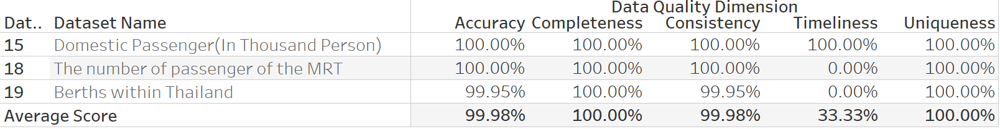 Data Quality Dimension
Dat.. Dataset Name Accuracy Completeness Consistency Timeliness Uniqueness
15 Domestic Passenger(In Thousand Person) 100.00% 100.00% 100.00% 100.00% 100.00%
18 The number of passenger of the MRT 100.00% 100.00% 100.00% 0.00% 100.00%
19 Berths within Thailand 99.95% 100.00% 99.95% 0.00% 100.00%
Average Score 99.98% 100.00% 99.98% 33.33% 100.00%